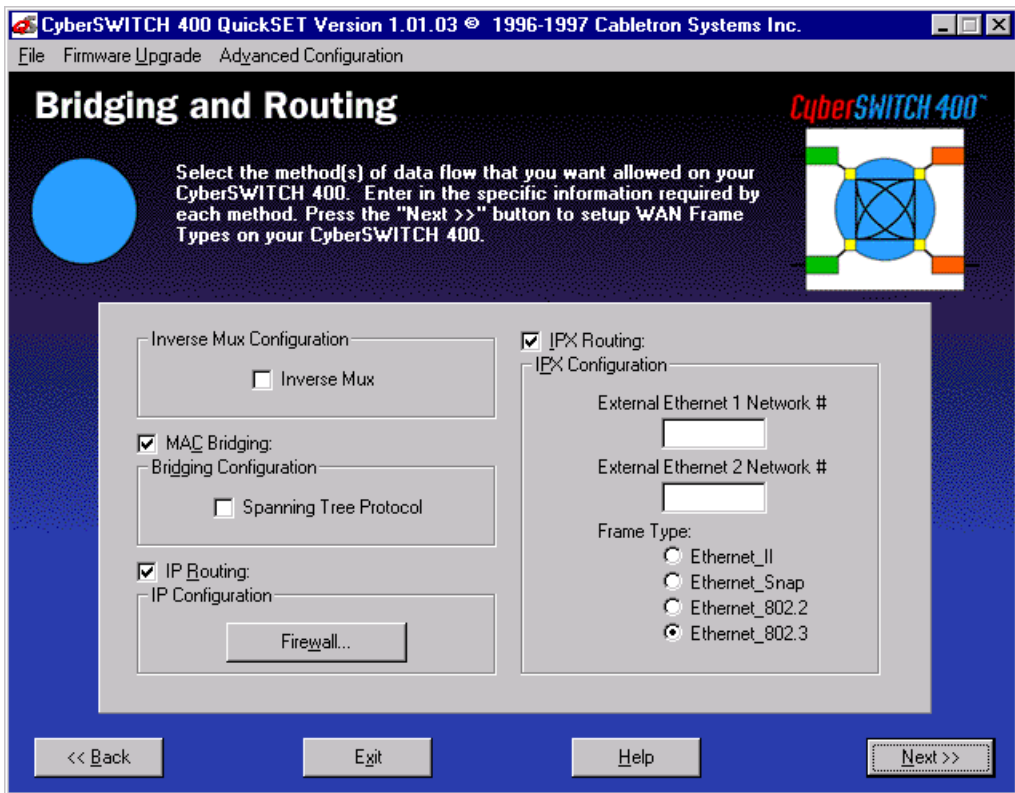 CyberSWITCH 400 QuickSET Version 1.01.03 © 1996-1997 Cabletron Systems Inc.
File Firmware Upgrade Advanced Configuration
Bridging and Routing
CyberSWITCH 400™
Select the method(s) of data flow that you want allowed on your
CyberSWITCH 400. Enter in the specific information required by
each method. Press the "Next >>" button to setup WAN Frame
Types on your CyberSWITCH 400.
Inverse Mux Configuration
Inverse Mux
MAC Bridging:
Bridging Configuration
Spanning Tree Protocol
IP Routing:
IP Configuration
Firewall...
IPX Routing:
IPX Configuration
External Ethernet 1 Network #
External Ethernet 2 Network #
Frame Type:
Ethernet_II
Ethernet_Snap
Ethernet_802.2
Ethernet_802.3
<< Back
Exit
Help
Next >>